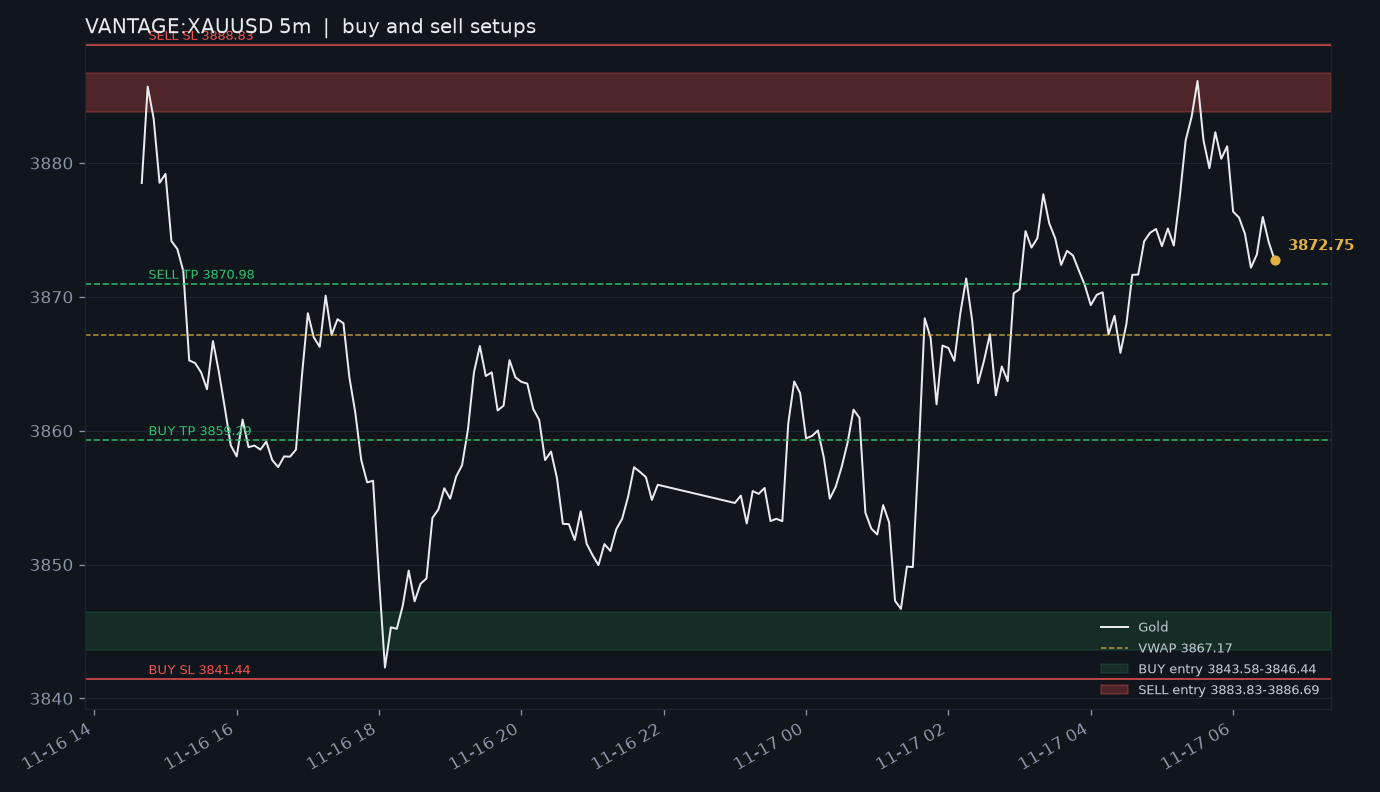 VANTAGE:XAUUSD 5m | buy and sell setups
SELL SL 3888.83
3880
3872.75
SELL TP 3870.98
3870
BUY TP 3859.29
3860
3850
Gold
VWAP 3867.17
BUY entry 3843.58-3846.44
SELL entry 3883.83-3886.69
BUY SL 3841.44
3840
11-16 14
11-16 16
11-16 18
11-16 20
11-16 22
11-17 00
11-17 02
11-17 04
11-17 06